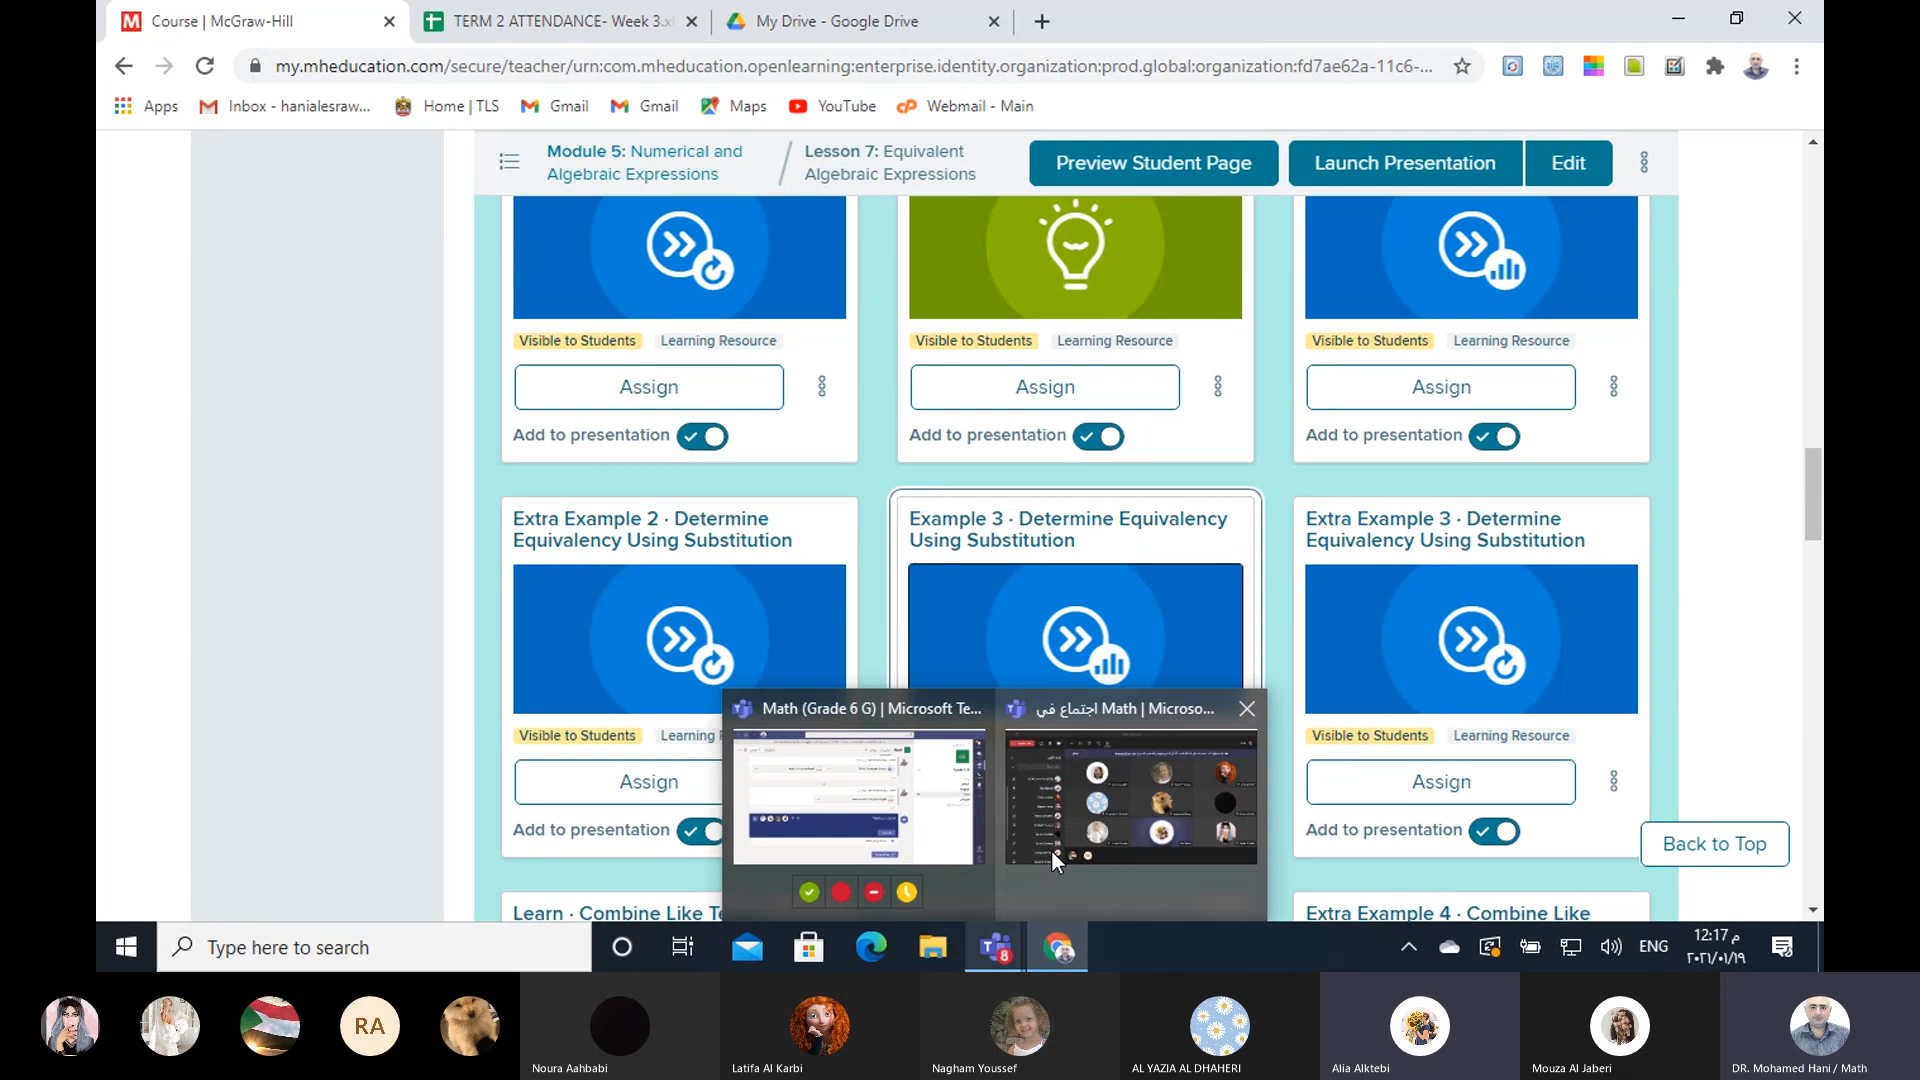 Course | McGraw-Hill
TERM 2 ATTENDANCE- Week 3.xl
My Drive - Google Drive
my.mheducation.com/secure/teacher/urn:com.mheducation.openlearning:enterprise.identity.organization:prod.global:organization:fd7ae62a-11c6-...
Apps
Inbox - hanialesraw...
Home | TLS
Gmail
Gmail
Maps
YouTube
Webmail - Main
Module 5: Numerical and
Algebraic Expressions
Lesson 7: Equivalent
Algebraic Expressions
Preview Student Page
Launch Presentation
Edit
Visible to Students
Learning Resource
Visible to Students
Learning Resource
Visible to Students
Learning Resource
Assign
Assign
Assign
Add to presentation
Add to presentation
Add to presentation
Extra Example 2 · Determine
Equivalency Using Substitution
Example 3 · Determine Equivalency
Using Substitution
Extra Example 3 · Determine
Equivalency Using Substitution
Math (Grade 6 G) | Microsoft Te...
اجتماع في Math | Microso...
Visible to Students
Learning R
Visible to Students
Learning Resource
Assign
Assign
Add to presentation
Add to presentation
Back to Top
Learn · Combine Like Te
Extra Example 4 · Combine Like
Type here to search
8
ENG
12:17 م
٢٠٢١/٠١/١٩
RA
Noura Aahbabi
Latifa Al Karbi
Nagham Youssef
AL YAZIA AL DHAHERI
Alia Alktebi
Mouza Al Jaberi
DR. Mohamed Hani / Math